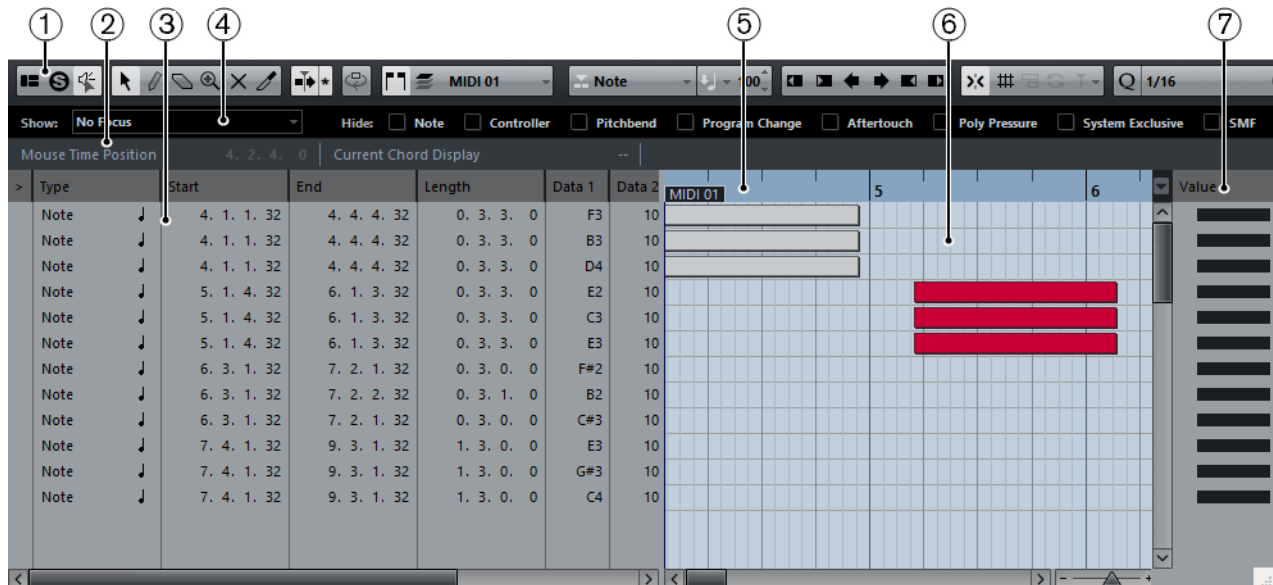 1 2 3 4 5 6 7
MIDI 01 Note 100 Q 1/16
Show: No Focus Hide: Note Controller Pitchbend Program Change Aftertouch Poly Pressure System Exclusive SMF
Mouse Time Position 4. 2. 4. 0 Current Chord Display --
> Type Start End Length Data 1 Data 2 MIDI 01 5 6 Value
Note 4. 1. 1. 32 4. 4. 4. 32 0. 3. 3. 0 F3 10
Note 4. 1. 1. 32 4. 4. 4. 32 0. 3. 3. 0 B3 10
Note 4. 1. 1. 32 4. 4. 4. 32 0. 3. 3. 0 D4 10
Note 5. 1. 4. 32 6. 1. 3. 32 0. 3. 3. 0 E2 10
Note 5. 1. 4. 32 6. 1. 3. 32 0. 3. 3. 0 C3 10
Note 5. 1. 4. 32 6. 1. 3. 32 0. 3. 3. 0 E3 10
Note 6. 3. 1. 32 7. 2. 1. 32 0. 3. 0. 0 F#2 10
Note 6. 3. 1. 32 7. 2. 2. 32 0. 3. 1. 0 B2 10
Note 6. 3. 1. 32 7. 2. 1. 32 0. 3. 0. 0 C#3 10
Note 7. 4. 1. 32 9. 3. 1. 32 1. 3. 0. 0 E3 10
Note 7. 4. 1. 32 9. 3. 1. 32 1. 3. 0. 0 G#3 10
Note 7. 4. 1. 32 9. 3. 1. 32 1. 3. 0. 0 C4 10